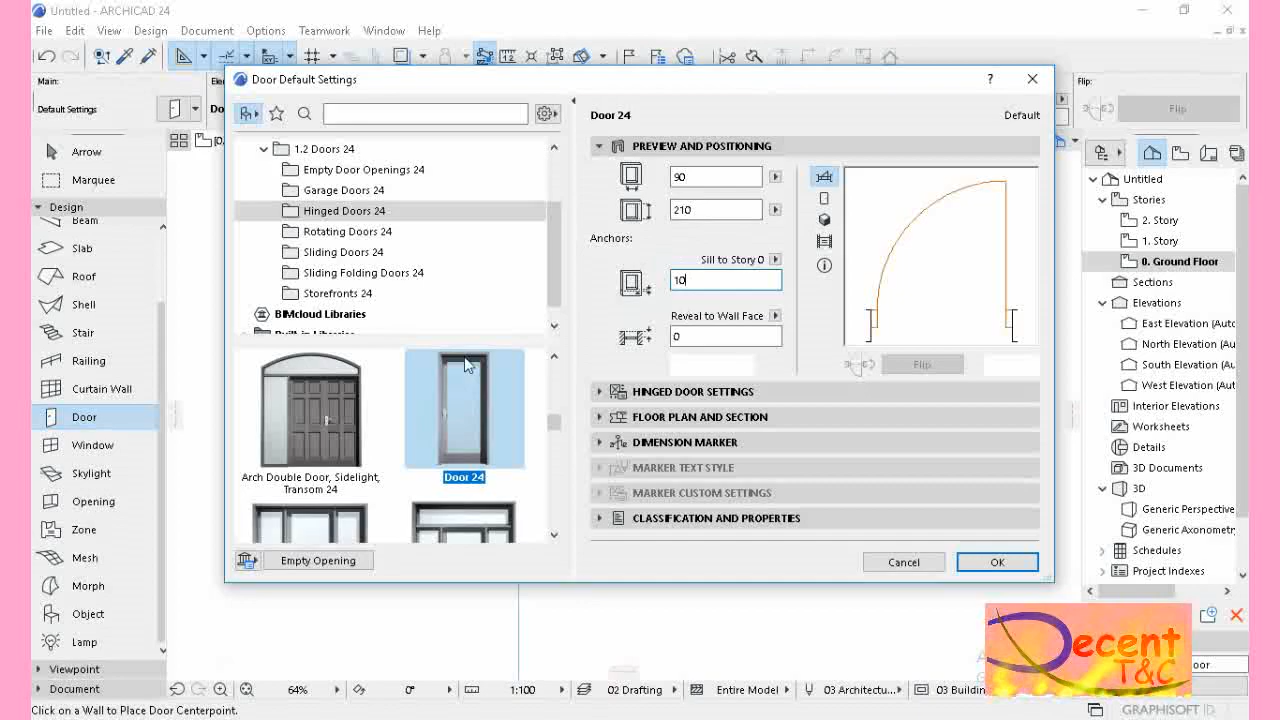 Untitled - ARCHICAD 24
File Edit View Design Document Options Teamwork Window Help
Main:
Default Settings
Flip:
Flip
Arrow
Marquee
Design
Beam
Slab
Roof
Shell
Stair
Railing
Curtain Wall
Door
Window
Skylight
Opening
Zone
Mesh
Morph
Object
Lamp
Viewpoint
Document
Door Default Settings
?
1.2 Doors 24
Empty Door Openings 24
Garage Doors 24
Hinged Doors 24
Rotating Doors 24
Sliding Doors 24
Sliding Folding Doors 24
Storefronts 24
BIMcloud Libraries
Built-in Libraries
Arch Double Door, Sidelight,
Transom 24
Door 24
Empty Opening
Door 24
Default
PREVIEW AND POSITIONING
90
210
Anchors:
Sill to Story 0
10
Reveal to Wall Face
0
Flip
HINGED DOOR SETTINGS
FLOOR PLAN AND SECTION
DIMENSION MARKER
MARKER TEXT STYLE
MARKER CUSTOM SETTINGS
CLASSIFICATION AND PROPERTIES
Cancel
OK
Untitled
Stories
2. Story
1. Story
0. Ground Floor
Sections
Elevations
East Elevation (Auto
North Elevation (Au
South Elevation (Au
West Elevation (Aut
Interior Elevations
Worksheets
Details
3D Documents
3D
Generic Perspective
Generic Axonometry
Schedules
Project Indexes
Decent
T&C
oor
64%
0°
1:100
02 Drafting
Entire Model
03 Architectu...
03 Building
Click on a Wall to Place Door Centerpoint.
GRAPHISOFT ID